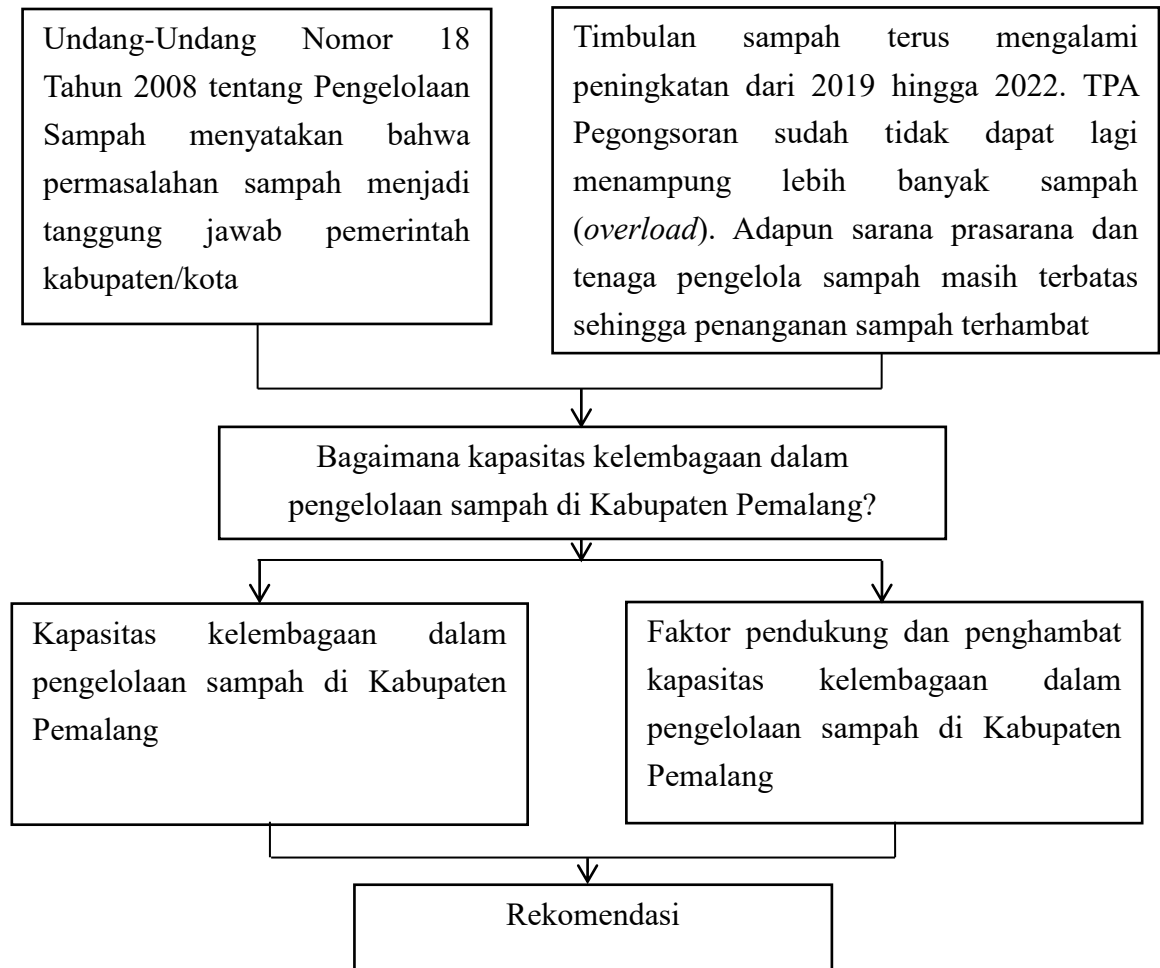 Undang-Undang Nomor 18
Tahun 2008 tentang Pengelolaan
Sampah menyatakan bahwa
permasalahan sampah menjadi
tanggung jawab pemerintah
kabupaten/kota
Timbulan sampah terus mengalami
peningkatan dari 2019 hingga 2022. TPA
Pegongsoran sudah tidak dapat lagi
menampung lebih banyak sampah
(overload). Adapun sarana prasarana dan
tenaga pengelola sampah masih terbatas
sehingga penanganan sampah terhambat
Bagaimana kapasitas kelembagaan dalam
pengelolaan sampah di Kabupaten Pemalang?
Kapasitas kelembagaan dalam
pengelolaan sampah di Kabupaten
Pemalang
Faktor pendukung dan penghambat
kapasitas kelembagaan dalam
pengelolaan sampah di Kabupaten
Pemalang
Rekomendasi